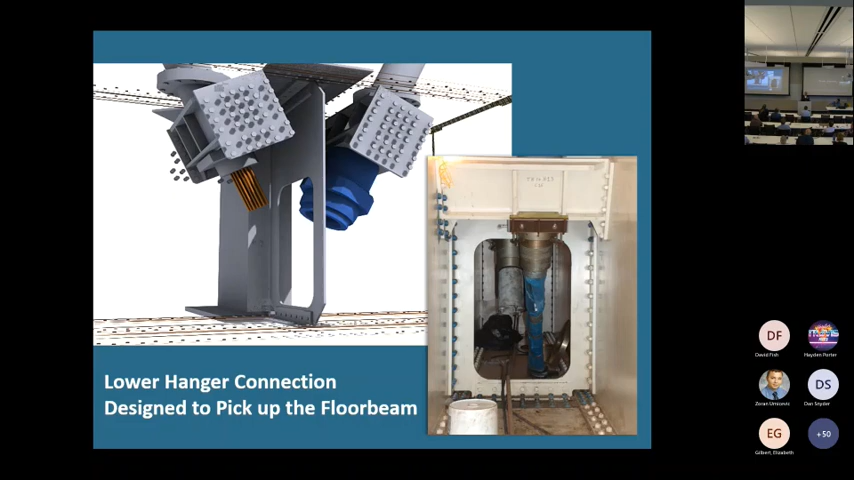 Lower Hanger Connection
Designed to Pick up the Floorbeam
DF
David Fish
Hayden Porter
Zoran Umicevic
DS
Dan Snyder
EG
Gilbert, Elizabeth
+50